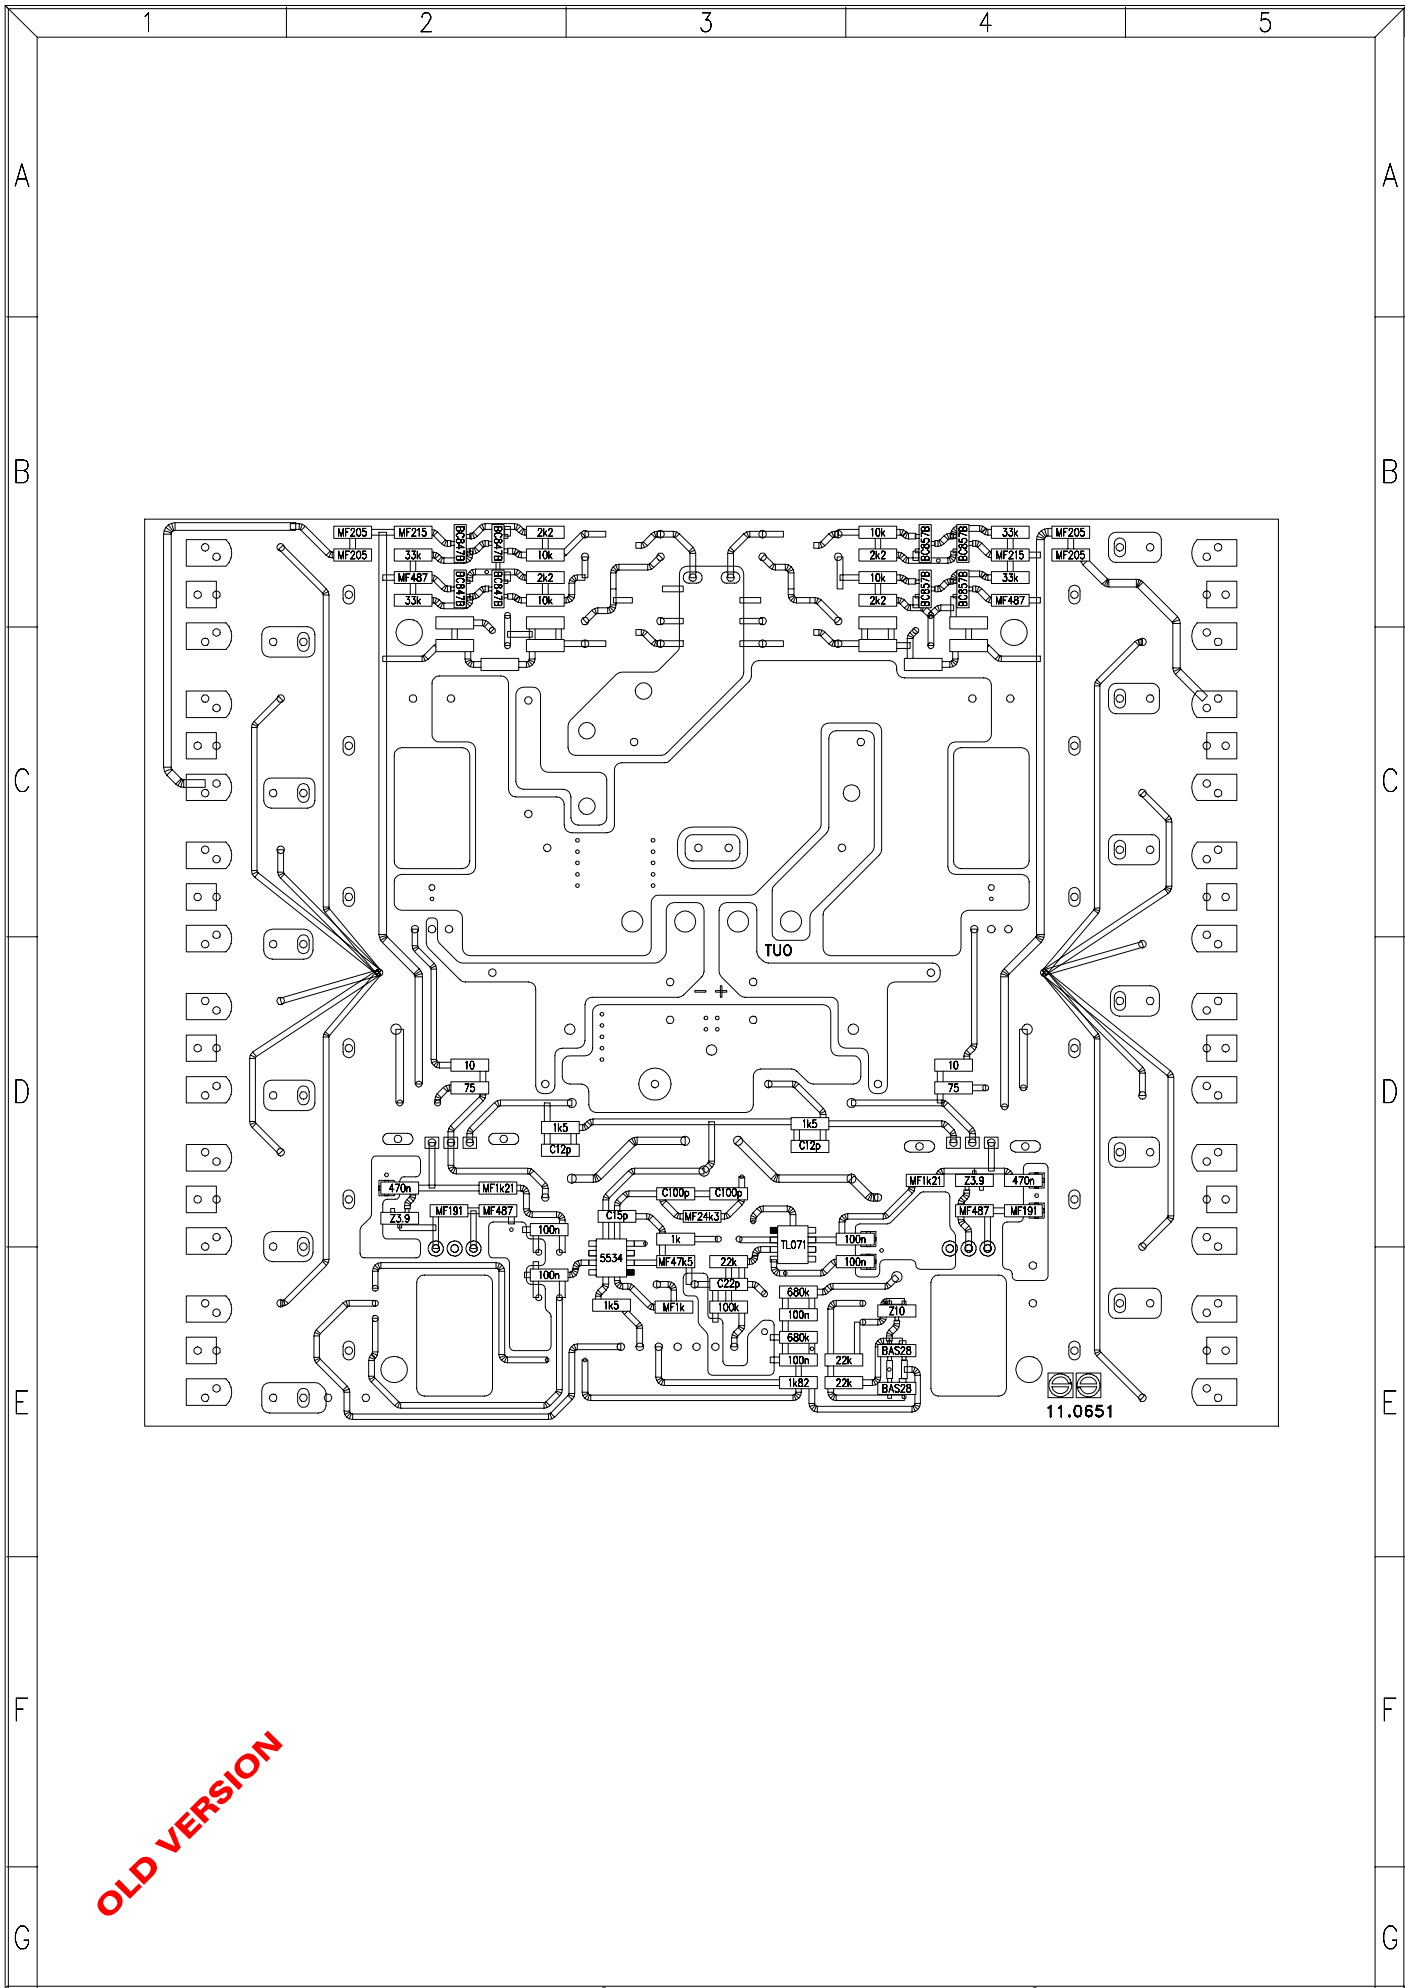 1 2 3 4 5
A A
B B
MF205 MF215 BC847B BC847B 2k2 10k BC857B BC857B 33k MF205
MF205 33k 10k 2k2 MF215 MF205
MF487 BC847B BC847B 2k2 10k BC857B BC857B 33k
33k 10k 2k2 MF487
C C
TUO
- +
10 10
75 75
D D
1k5 1k5
C12p C12p
470n MF1k21 C100p C100p MF1k21 Z3.9 470n
Z3.9 MF191 MF487 C15p MF24k3 MF487 MF191
100n 1k TL071 100n
5534 MF47k5 22k 100n
100n C22p 680k
1k5 MF1k 100k 100n Z10
680k
100n 22k BAS28
1k82 22k BAS28
E E
11.0651
F F
OLD VERSION
G G